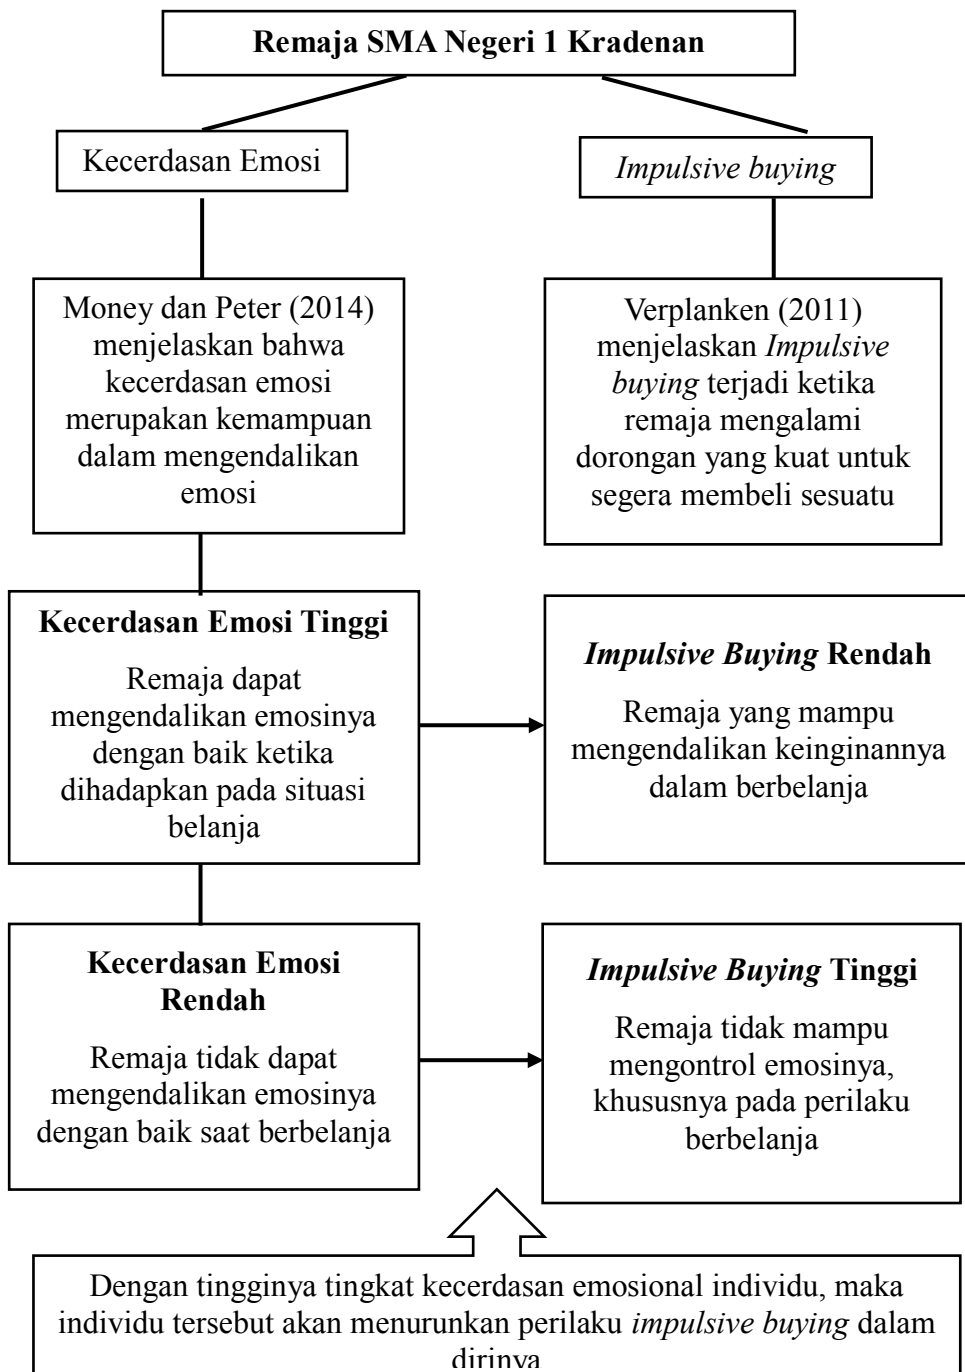 Remaja SMA Negeri 1 Kradenan
Kecerdasan Emosi
Impulsive buying
Money dan Peter (2014)
menjelaskan bahwa
kecerdasan emosi
merupakan kemampuan
dalam mengendalikan
emosi
Verplanken (2011)
menjelaskan Impulsive
buying terjadi ketika
remaja mengalami
dorongan yang kuat untuk
segera membeli sesuatu
Kecerdasan Emosi Tinggi
Remaja dapat
mengendalikan emosinya
dengan baik ketika
dihadapkan pada situasi
belanja
Impulsive Buying Rendah
Remaja yang mampu
mengendalikan keinginannya
dalam berbelanja
Kecerdasan Emosi
Rendah
Remaja tidak dapat
mengendalikan emosinya
dengan baik saat berbelanja
Impulsive Buying Tinggi
Remaja tidak mampu
mengontrol emosinya,
khususnya pada perilaku
berbelanja
Dengan tingginya tingkat kecerdasan emosional individu, maka
individu tersebut akan menurunkan perilaku impulsive buying dalam
dirinya